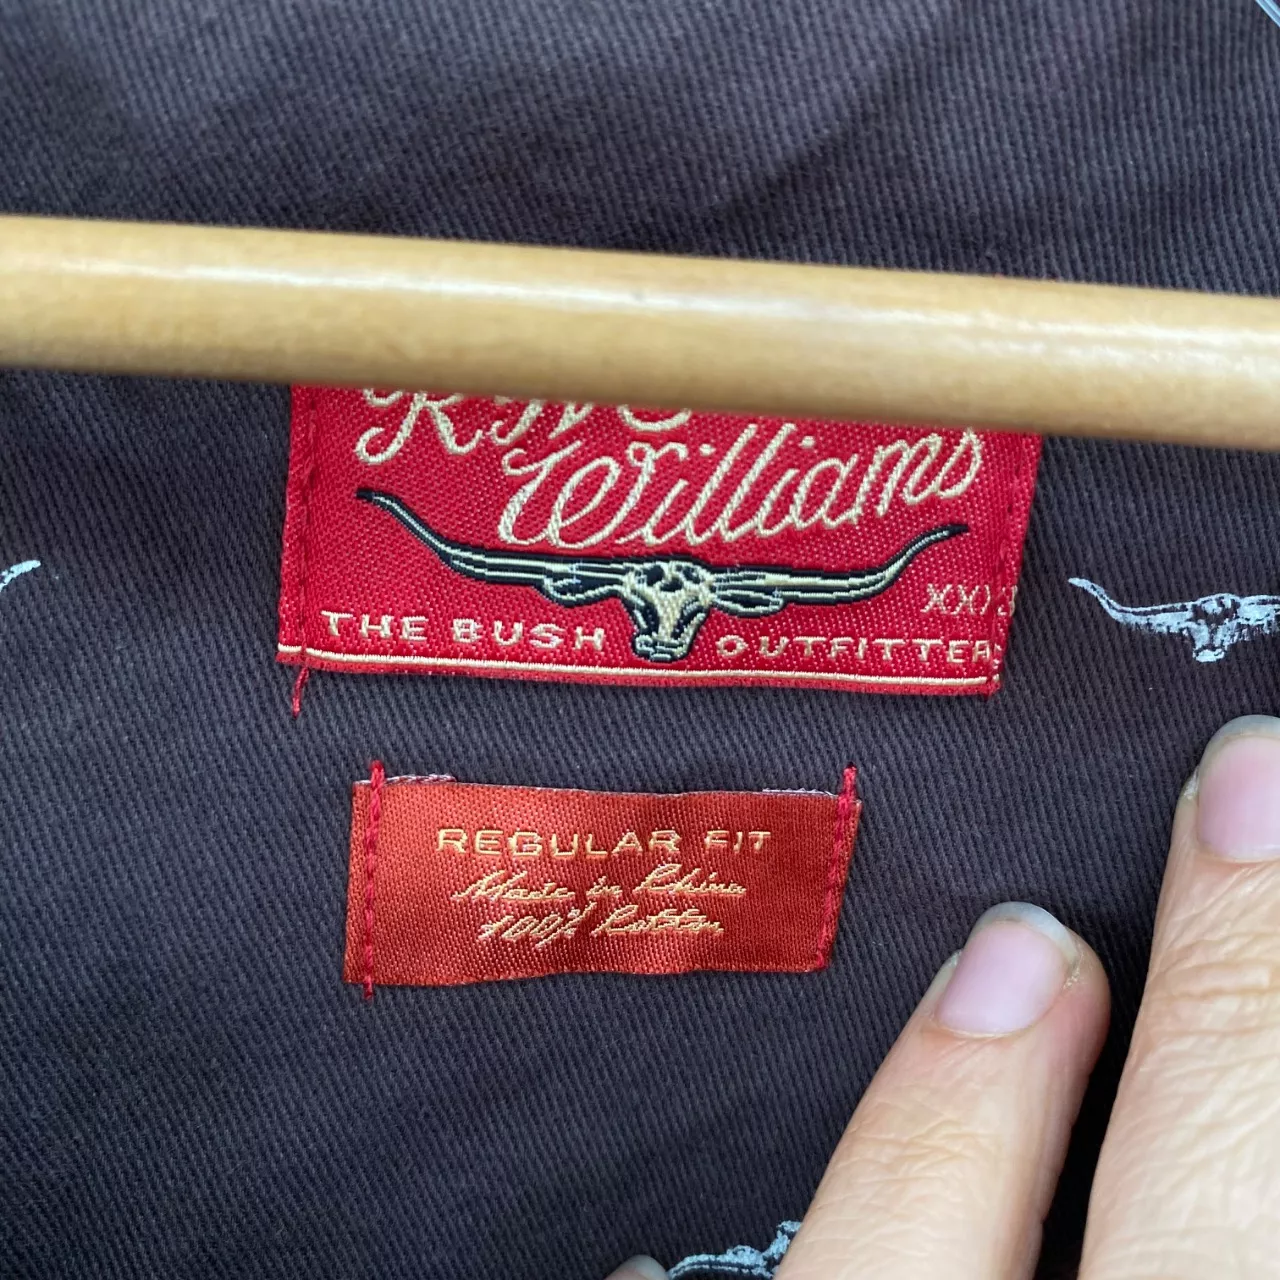 R M
Williams
THE BUSH OUTFITTER
REGULAR FIT
Made in China
100% Cotton